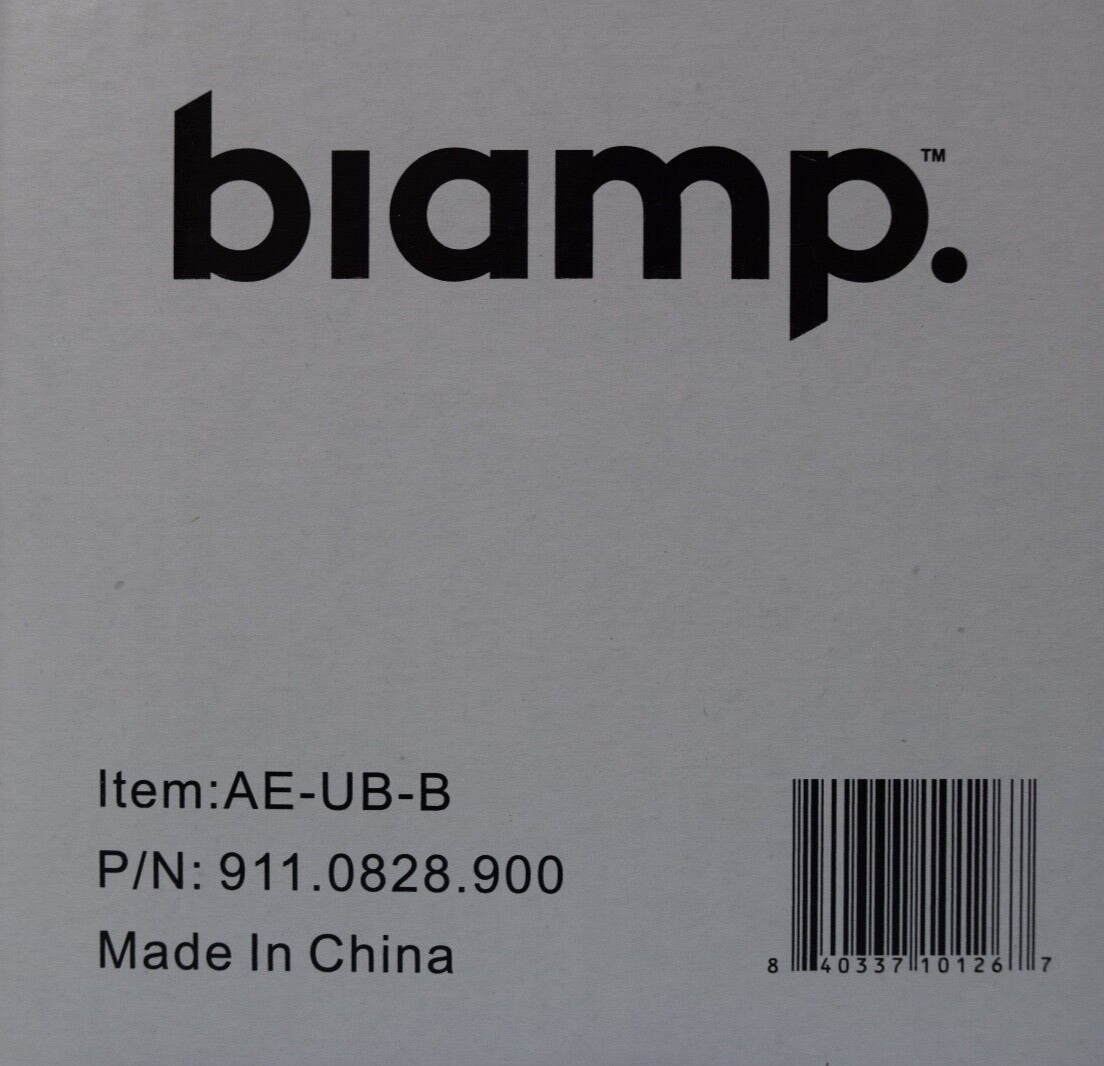 biamp.™
Item:AE-UB-B
P/N: 911.0828.900
Made In China
8 40337 10126 7